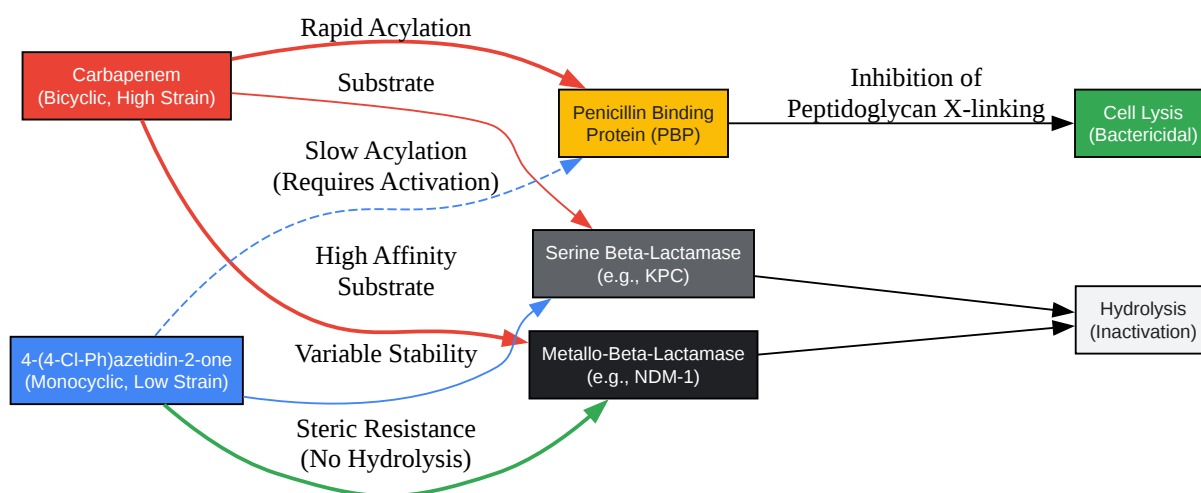 Rapid Acylation
Carbapenem
(Bicyclic, High Strain)
Substrate
Inhibition of
Peptidoglycan X-linking
Penicillin Binding
Protein (PBP)
Cell Lysis
(Bactericidal)
Slow Acylation
(Requires Activation)
High Affinity
Substrate
Serine Beta-Lactamase
(e.g., KPC)
Hydrolysis
(Inactivation)
4-(4-Cl-Ph)azetidin-2-one
(Monocyclic, Low Strain)
Variable Stability
Metallo-Beta-Lactamase
(e.g., NDM-1)
Steric Resistance
(No Hydrolysis)